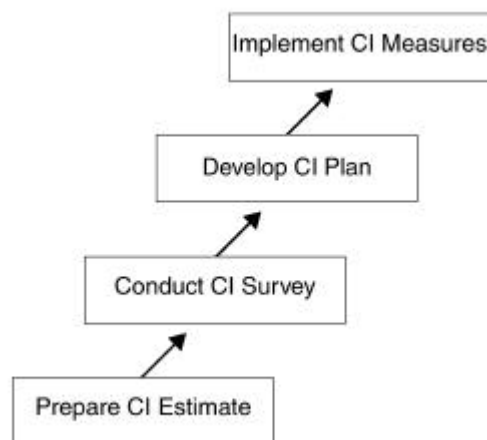 Implement CI Measures
Develop CI Plan
Conduct CI Survey
Prepare CI Estimate